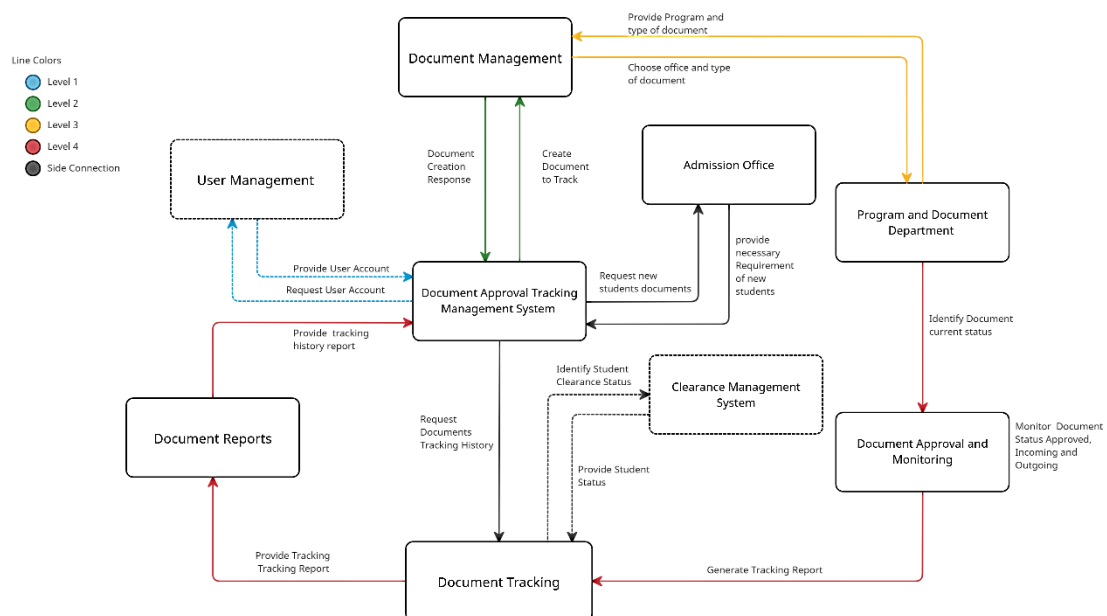 Provide Program and
type of document
Document Management
Choose office and type
of document
Line Colors
Level 1
Level 2
Level 3
Level 4
Side Connection
Document
Creation
Response
Create
Document
to Track
Admission Office
User Management
Program and Document
Department
provide
necessary
Requirement
of new
students
Provide User Account
Request User Account
Document Approval Tracking
Management System
Request new
students documents
Provide tracking
history report
Identify Document
current status
Identify Student
Clearance Status
Clearance Management
System
Request
Documents
Tracking History
Document Reports
Document Approval and
Monitoring
Monitor Document
Status Approved,
Incoming and
Outgoing
Provide Student
Status
Provide Tracking
Tracking Report
Document Tracking
Generate Tracking Report